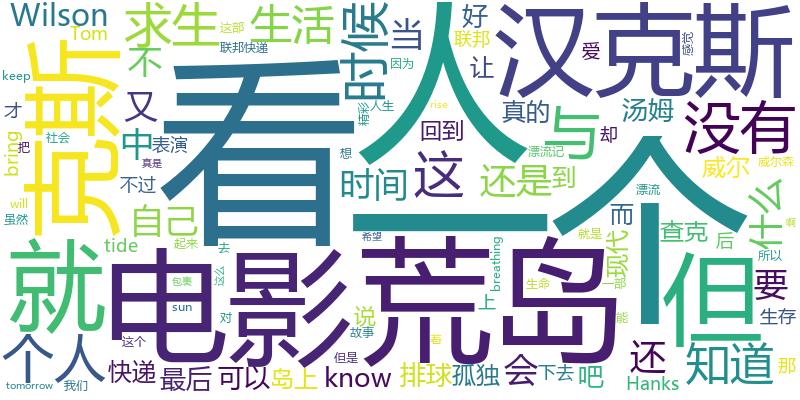 Wilson
Tom
求生
生活
时候
当
好
联邦
汉克斯
这部
联邦快递
因为
爱
感觉
keep
克斯
不
看
人
让
才
把
社会
又
精彩
人生
rise
真的
汤姆
没有
bring
中
表演
想
回到
却
与
漂流记
真是
不过
时间
这
还是
到
威尔
威尔森
will
虽然
自己
一个
漂流
而
查克
后
什么
tide
起来
去
希望
就是
啊
就
电影
荒岛
但
现代
所以
包裹
这么
breathing
生命
一部
要
生存
sun
对
说
上
能
个人
这个
故事
但是
著
还
知道
那
tomorrow
我们
快递
最后
可以
岛上
know
排球
孤独
会
下去
吧
Hanks